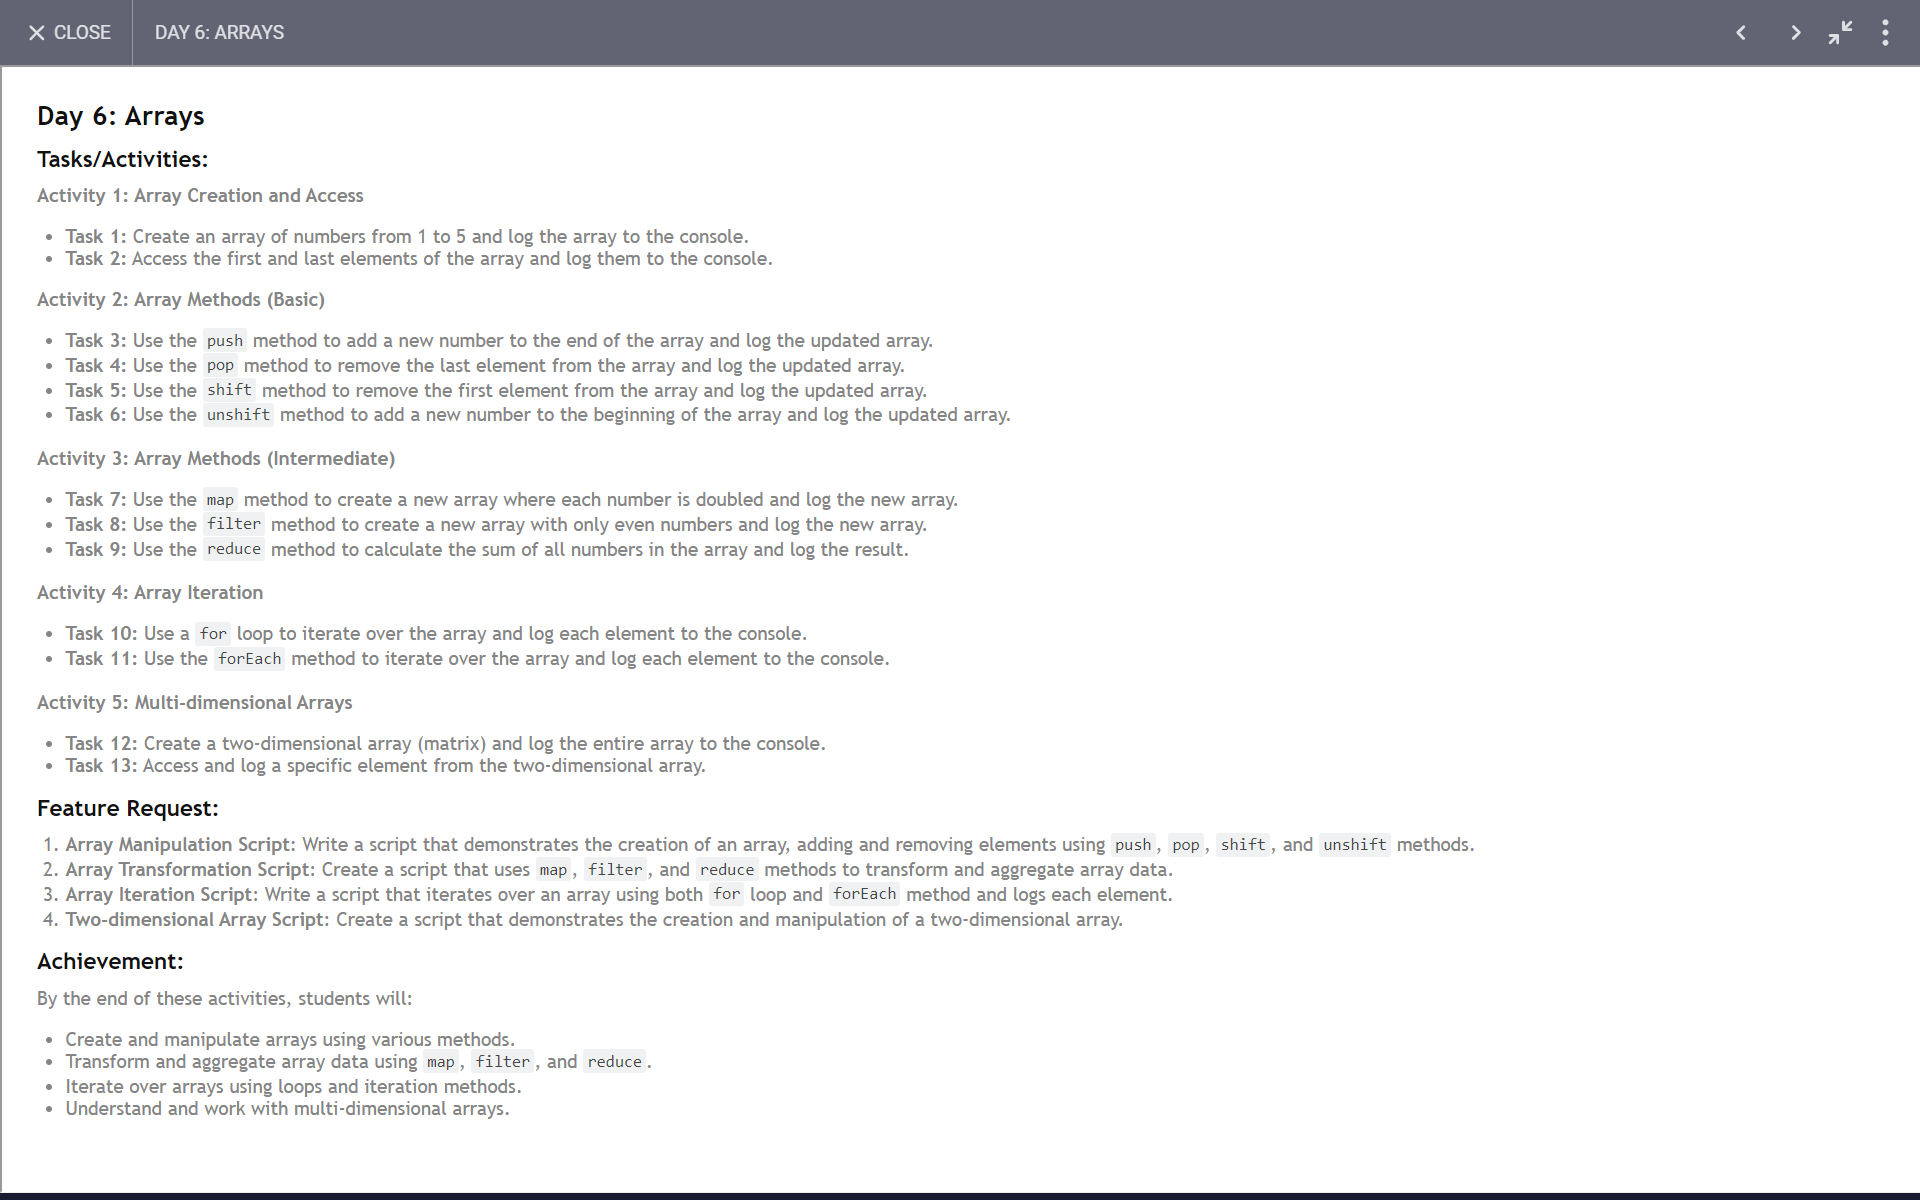 CLOSE
DAY 6: ARRAYS
Day 6: Arrays
Tasks/Activities:
Activity 1: Array Creation and Access
• Task 1: Create an array of numbers from 1 to 5 and log the array to the console.
• Task 2: Access the first and last elements of the array and log them to the console.
Activity 2: Array Methods (Basic)
• Task 3: Use the push method to add a new number to the end of the array and log the updated array.
• Task 4: Use the pop method to remove the last element from the array and log the updated array.
• Task 5: Use the shift method to remove the first element from the array and log the updated array.
• Task 6: Use the unshift method to add a new number to the beginning of the array and log the updated array.
Activity 3: Array Methods (Intermediate)
• Task 7: Use the map method to create a new array where each number is doubled and log the new array.
• Task 8: Use the filter method to create a new array with only even numbers and log the new array.
• Task 9: Use the reduce method to calculate the sum of all numbers in the array and log the result.
Activity 4: Array Iteration
• Task 10: Use a for loop to iterate over the array and log each element to the console.
• Task 11: Use the forEach method to iterate over the array and log each element to the console.
Activity 5: Multi-dimensional Arrays
• Task 12: Create a two-dimensional array (matrix) and log the entire array to the console.
• Task 13: Access and log a specific element from the two-dimensional array.
Feature Request:
1. Array Manipulation Script: Write a script that demonstrates the creation of an array, adding and removing elements using push, pop, shift, and unshift methods.
2. Array Transformation Script: Create a script that uses map, filter, and reduce methods to transform and aggregate array data.
3. Array Iteration Script: Write a script that iterates over an array using both for loop and forEach method and logs each element.
4. Two-dimensional Array Script: Create a script that demonstrates the creation and manipulation of a two-dimensional array.
Achievement:
By the end of these activities, students will:
• Create and manipulate arrays using various methods.
• Transform and aggregate array data using map, filter, and reduce.
• Iterate over arrays using loops and iteration methods.
• Understand and work with multi-dimensional arrays.